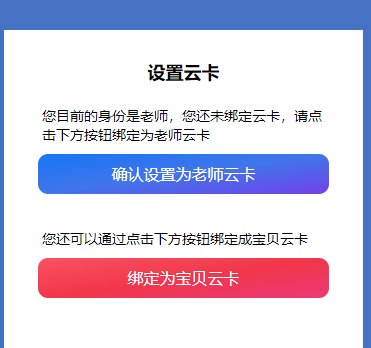 设置云卡
您目前的身份是老师，您还未绑定云卡，请点
击下方按钮绑定为老师云卡
确认设置为老师云卡
您还可以通过点击下方按钮绑定成宝贝云卡
绑定为宝贝云卡